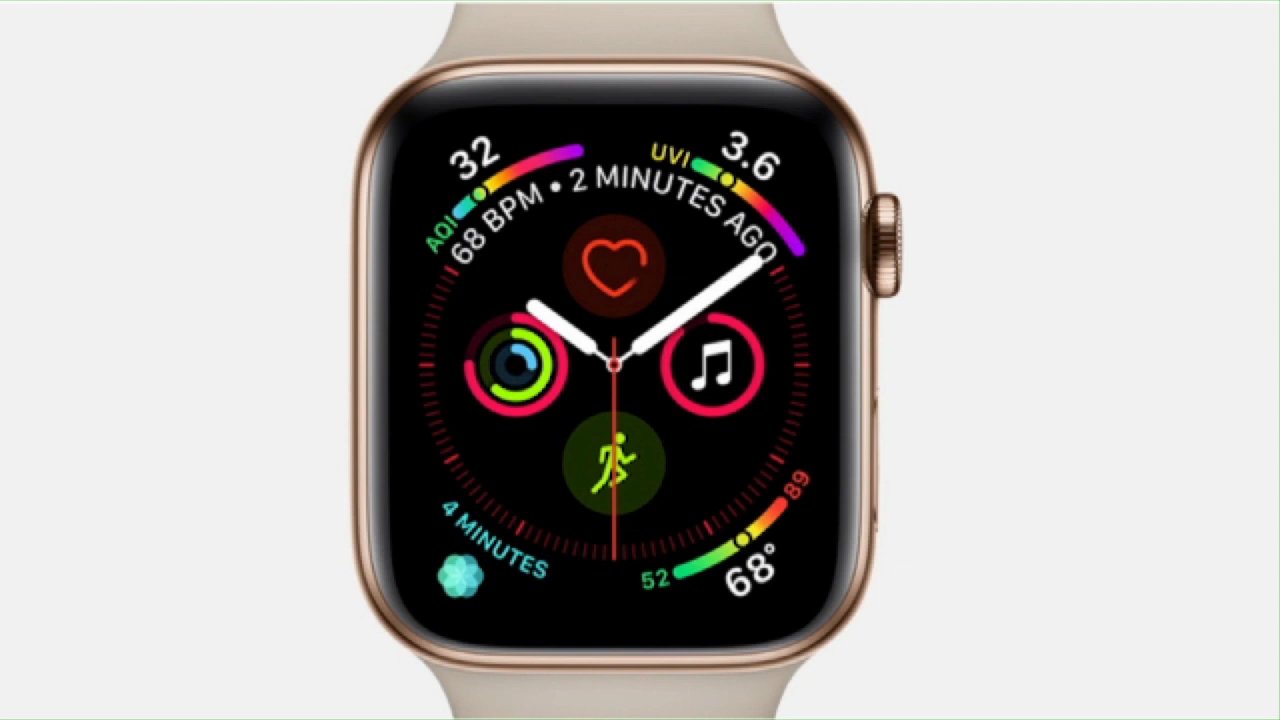 32
AQI
UVI
3.6
68 BPM • 2 MINUTES AGO
4 MINUTES
52
68°
89